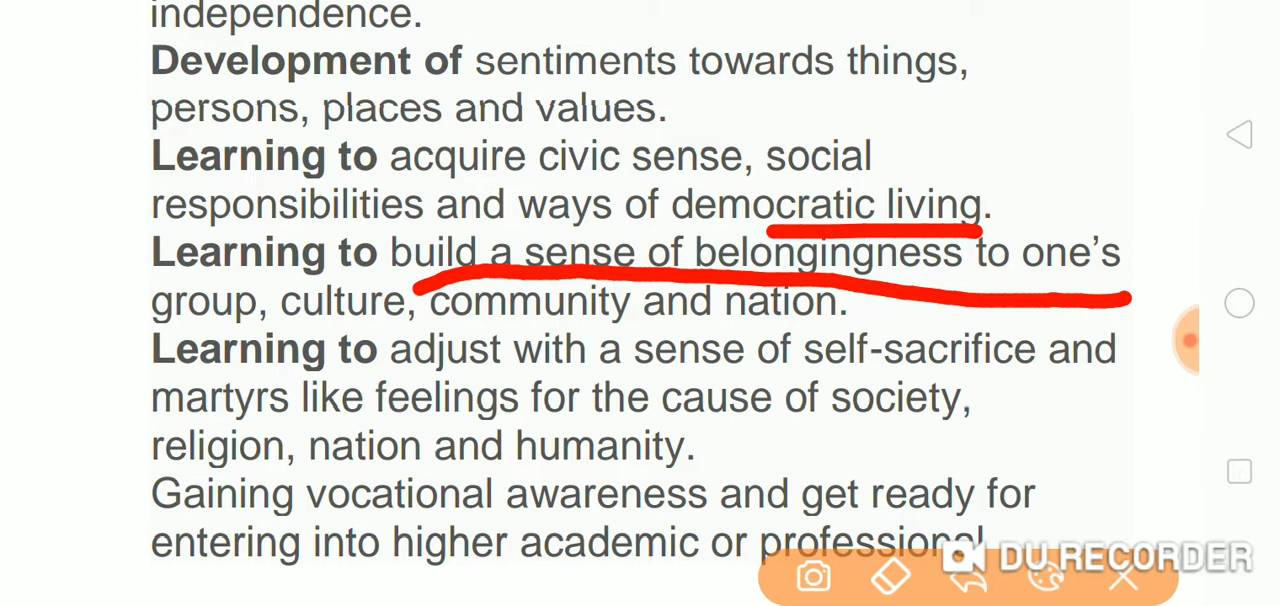 independence.
Development of sentiments towards things,
persons, places and values.
Learning to acquire civic sense, social
responsibilities and ways of democratic living.
Learning to build a sense of belongingness to one's
group, culture, community and nation.
Learning to adjust with a sense of self-sacrifice and
martyrs like feelings for the cause of society,
religion, nation and humanity.
Gaining vocational awareness and get ready for
entering into higher academic or professional
DU RECORDER